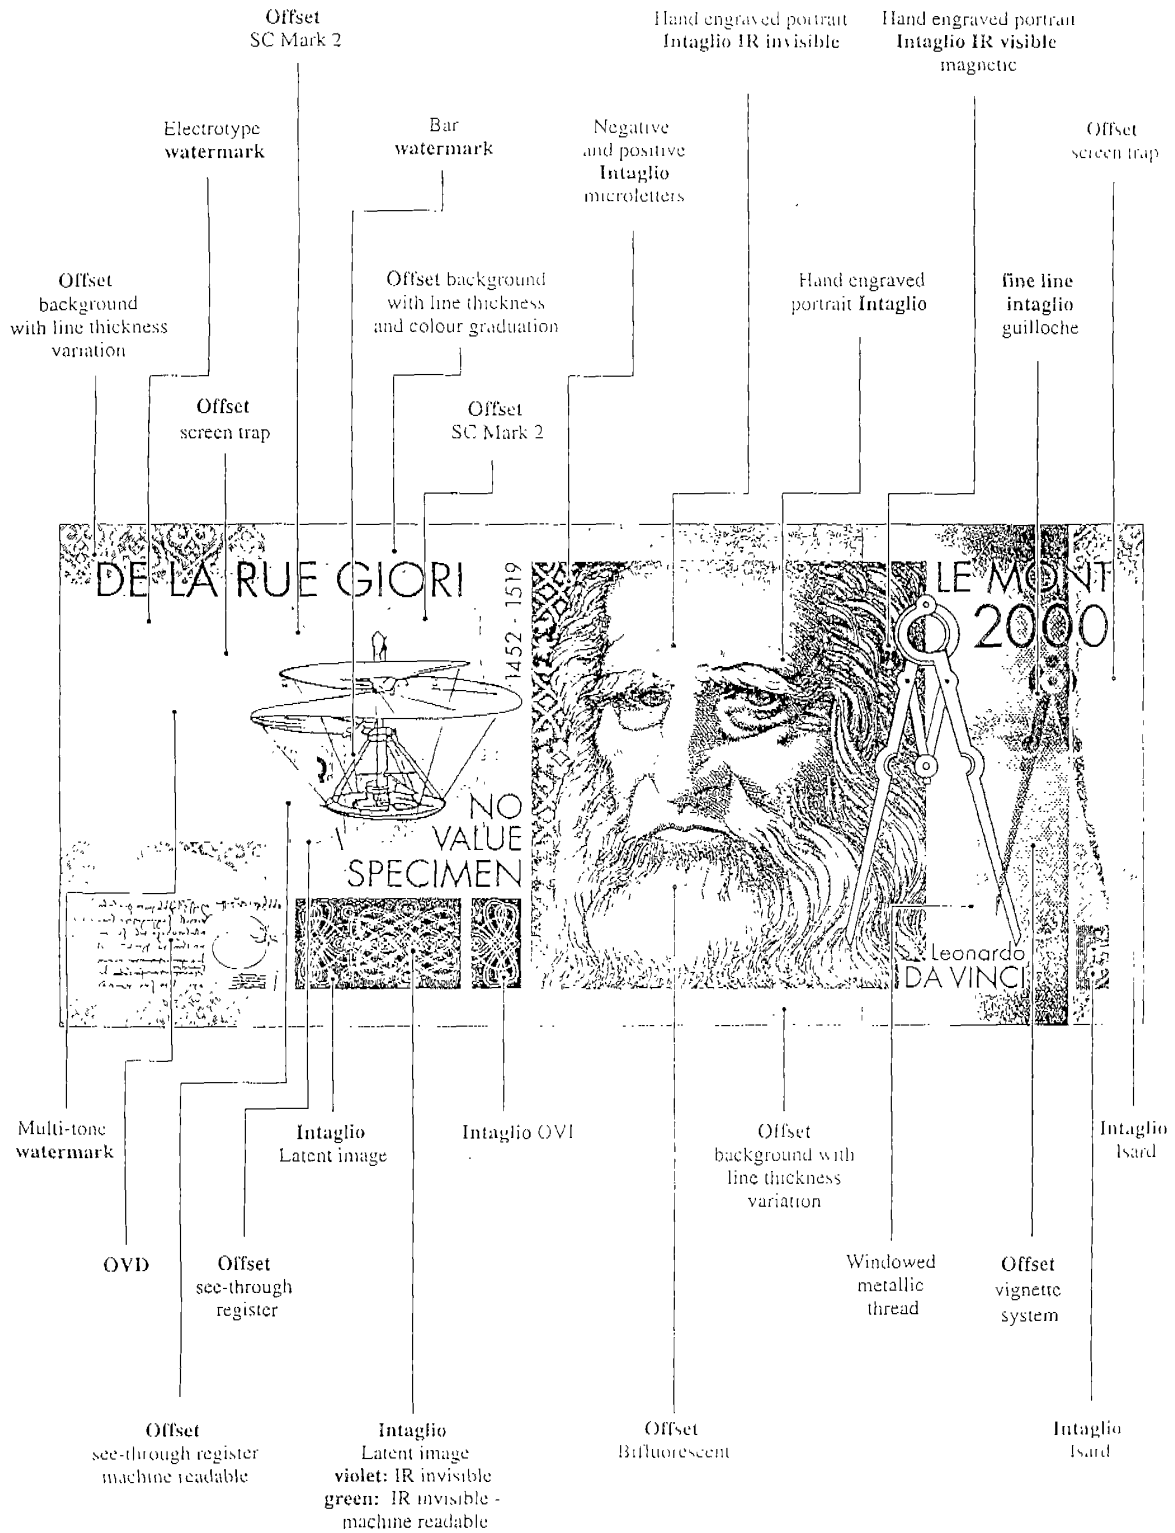 Offset
SC Mark 2
Hand engraved portrait
Intaglio IR invisible
Hand engraved portrait
Intaglio IR visible
magnetic
Electrotype
watermark
Bar
watermark
Negative
and positive
Intaglio
microletters
Offset
screen trap
Offset
background
with line thickness
variation
Offset background
with line thickness
and colour graduation
Hand engraved
portrait Intaglio
fine line
intaglio
guilloche
Offset
screen trap
Offset
SC Mark 2
DE LA RUE GIORI
1452 - 1519
LE MONT
2000
NO
VALUE
SPECIMEN
Leonardo
DA VINCI
Multi-tone
watermark
Intaglio
Latent image
Intaglio OVI
Offset
background with
line thickness
variation
Intaglio
Isard
OVD
Offset
see-through
register
Windowed
metallic
thread
Offset
vignette
system
Offset
see-through register
machine readable
Intaglio
Latent image
violet: IR invisible
green: IR invisible -
machine readable
Offset
Bifluorescent
Intaglio
Isard